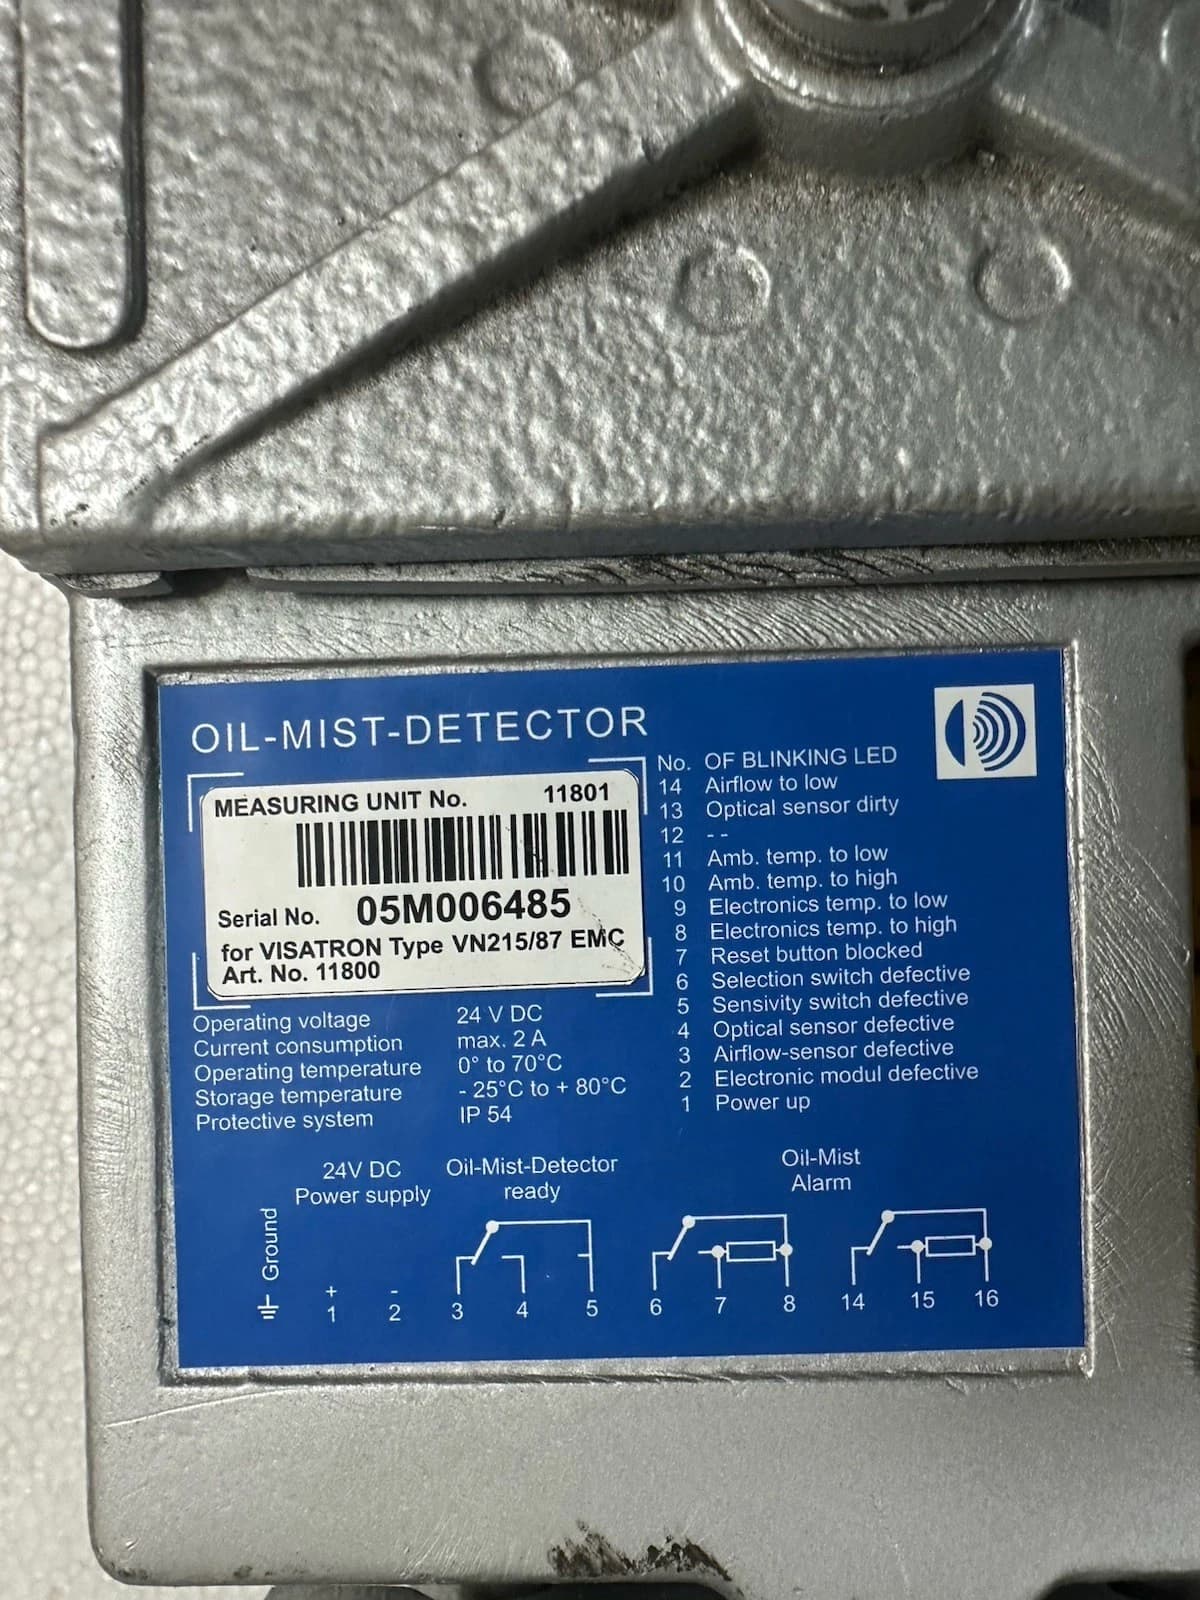 OIL-MIST-DETECTOR
MEASURING UNIT No. 11801
Serial No. 05M006485
for VISATRON Type VN215/87 EMC
Art. No. 11800
No. OF BLINKING LED
14 Airflow to low
13 Optical sensor dirty
12 - -
11 Amb. temp. to low
10 Amb. temp. to high
9 Electronics temp. to low
8 Electronics temp. to high
7 Reset button blocked
6 Selection switch defective
5 Sensivity switch defective
4 Optical sensor defective
3 Airflow-sensor defective
2 Electronic modul defective
1 Power up
Operating voltage 24 V DC
Current consumption max. 2 A
Operating temperature 0° to 70°C
Storage temperature - 25°C to + 80°C
Protective system IP 54
24V DC
Power supply
Oil-Mist-Detector
ready
Oil-Mist
Alarm
Ground
+ -
1 2 3 4 5 6 7 8 14 15 16